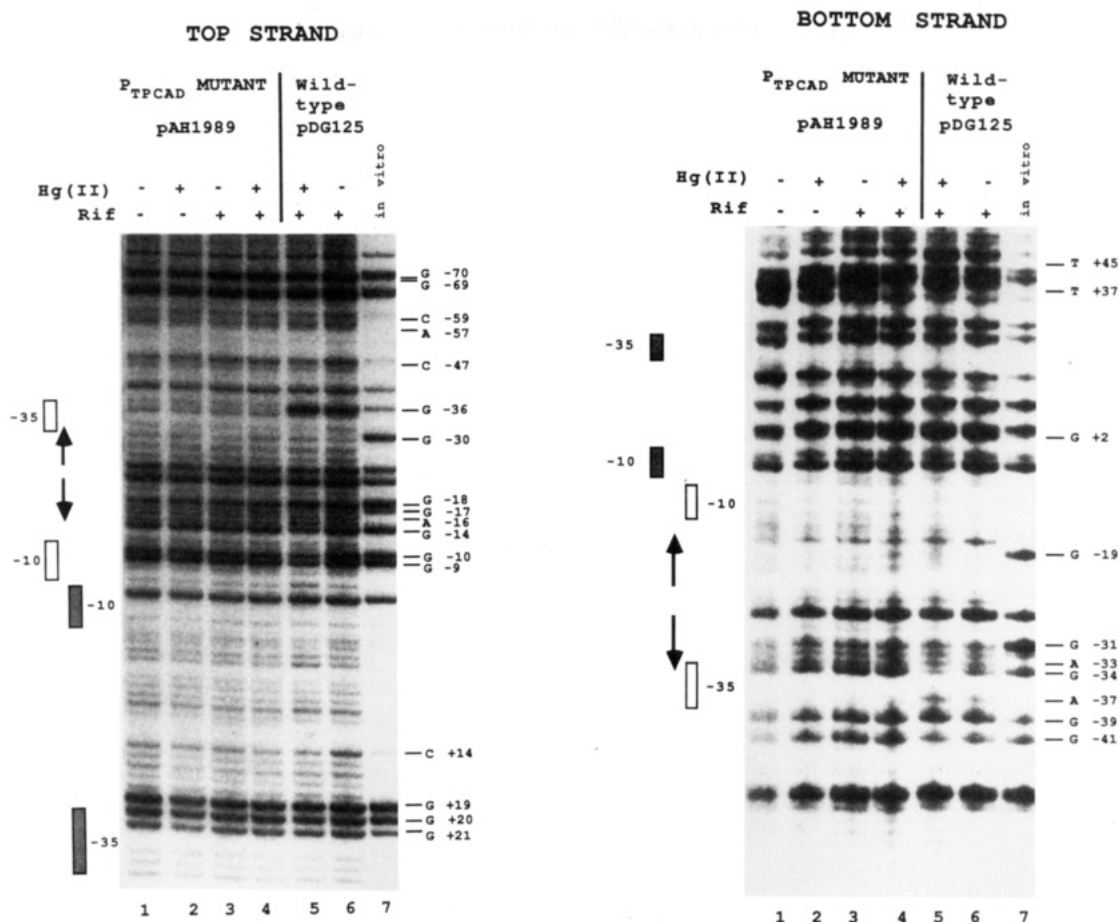 TOP STRAND
P TPCAD MUTANT
pAH1989
Wild-
type
pDG125
in vitro
Hg(II) - + - + + -
Rif - - + + + +
G -70
G -69
C -59
A -57
C -47
G -36
G -30
G -18
G -17
A -16
G -14
G -10
G -9
C +14
G +19
G +20
G +21
-35
-10
-10
-35
1 2 3 4 5 6 7
BOTTOM STRAND
P TPCAD MUTANT
pAH1989
Wild-
type
pDG125
in vitro
Hg(II) - + - + + -
Rif - - + + + +
T +45
T +37
G +2
G -19
G -31
A -33
G -34
A -37
G -39
G -41
-35
-10
-10
-35
1 2 3 4 5 6 7